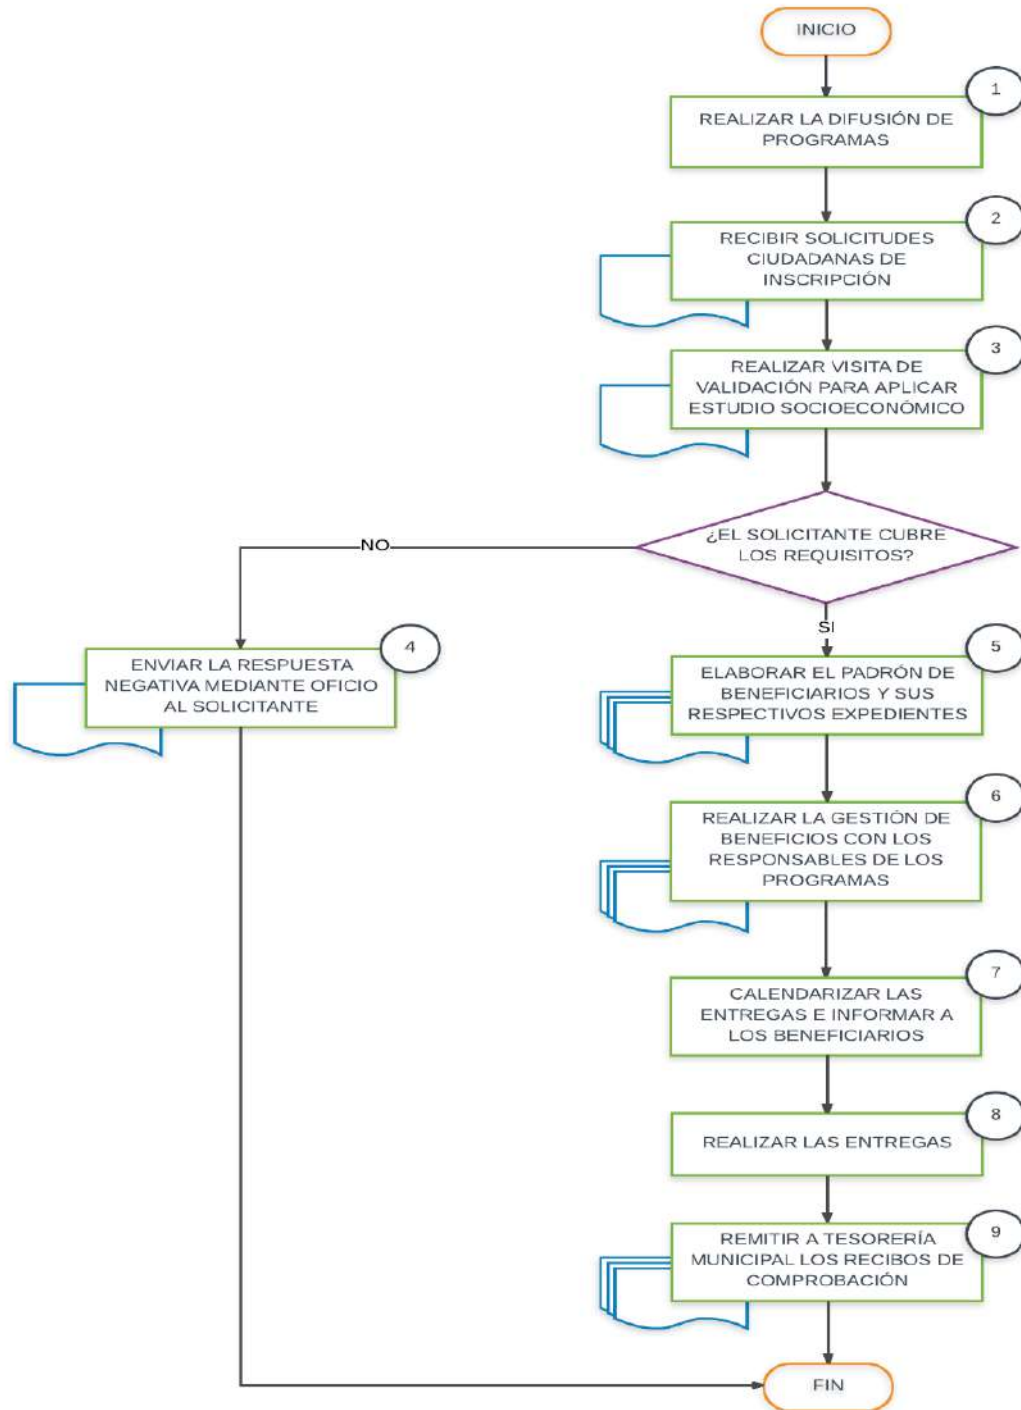 INICIO
1
REALIZAR LA DIFUSIÓN DE
PROGRAMAS
2
RECIBIR SOLICITUDES
CIUDADANAS DE
INSCRIPCIÓN
3
REALIZAR VISITA DE
VALIDACIÓN PARA APLICAR
ESTUDIO SOCIOECONÓMICO
¿EL SOLICITANTE CUBRE
LOS REQUISITOS?
NO
SI
4
ENVIAR LA RESPUESTA
NEGATIVA MEDIANTE OFICIO
AL SOLICITANTE
5
ELABORAR EL PADRÓN DE
BENEFICIARIOS Y SUS
RESPECTIVOS EXPEDIENTES
6
REALIZAR LA GESTIÓN DE
BENEFICIOS CON LOS
RESPONSABLES DE LOS
PROGRAMAS
7
CALENDARIZAR LAS
ENTREGAS E INFORMAR A
LOS BENEFICIARIOS
8
REALIZAR LAS ENTREGAS
9
REMITIR A TESORERÍA
MUNICIPAL LOS RECIBOS DE
COMPROBACIÓN
FIN